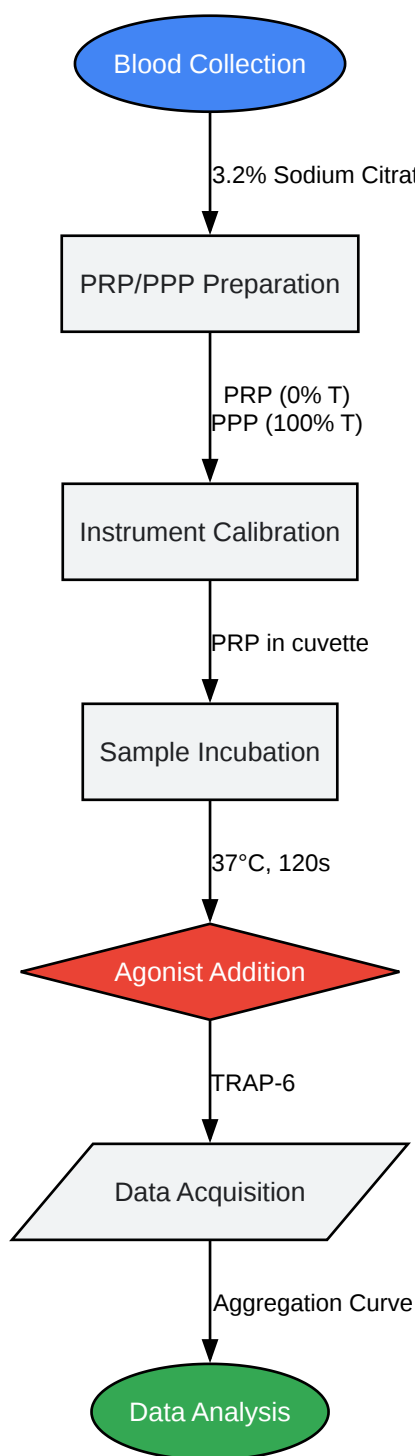 Blood Collection
3.2% Sodium Citrat
PRP/PPP Preparation
PRP (0% T)
PPP (100% T)
Instrument Calibration
PRP in cuvette
Sample Incubation
37°C, 120s
Agonist Addition
TRAP-6
Data Acquisition
Aggregation Curve
Data Analysis